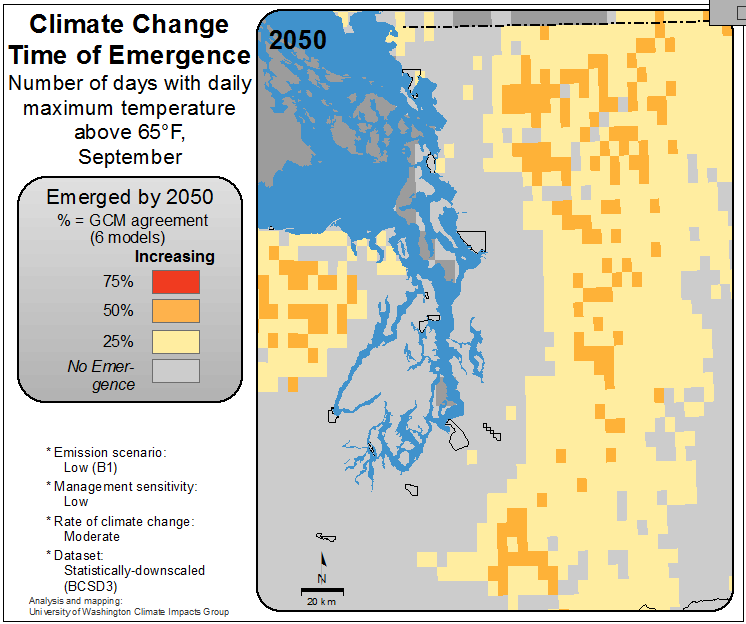 Climate Change
Time of Emergence
Number of days with daily
maximum temperature
above 65°F,
September
Emerged by 2050
% = GCM agreement
(6 models)
Increasing
75%
50%
25%
No Emer-
gence
* Emission scenario:
Low (B1)
* Management sensitivity:
Low
* Rate of climate change:
Moderate
* Dataset:
Statistically-downscaled
(BCSD3)
Analysis and mapping:
University of Washington Climate Impacts Group
2050
N
20 km